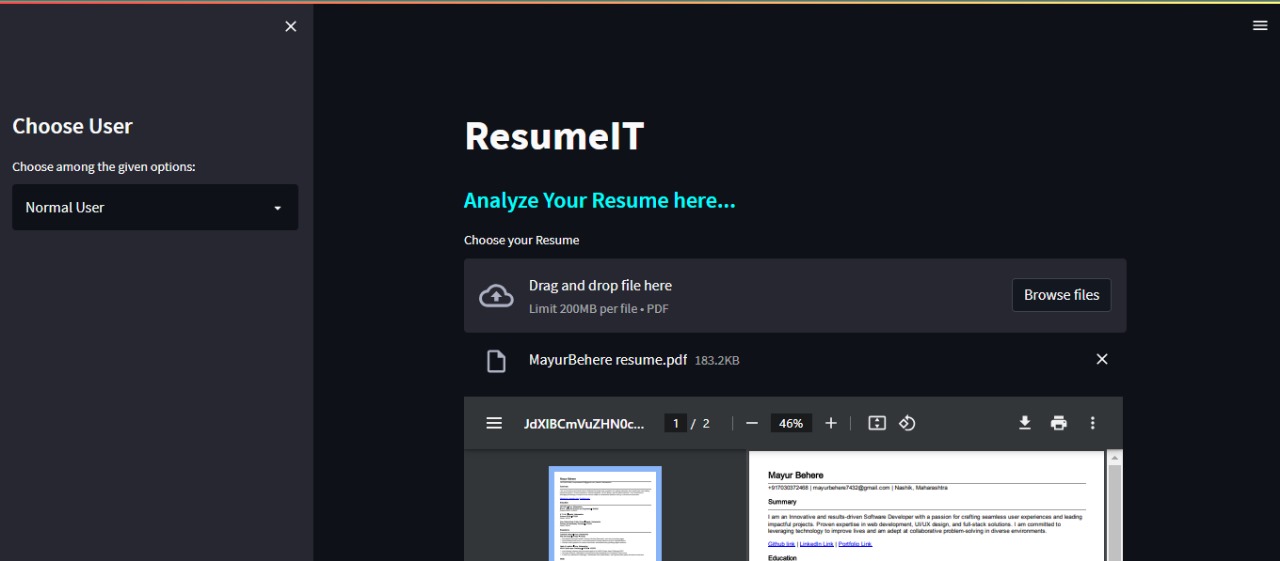 Choose User
Choose among the given options:
Normal User
ResumeIT
Analyze Your Resume here...
Choose your Resume
Drag and drop file here
Limit 200MB per file • PDF
Browse files
MayurBehere resume.pdf 183.2KB
JdXIBCmVuZHN0c... 1 / 2 46%
Mayur Behere
+917030372468 | mayurbehere7432@gmail.com | Nashik, Maharashtra
Summary
I am an Innovative and results-driven Software Developer with a passion for crafting seamless user experiences and leading
impactful projects. Proven expertise in web development, UI/UX design, and full-stack solutions. I am committed to
leveraging technology to improve lives and am adept at collaborative problem-solving in diverse environments.
Github link | LinkedIn Link | Portfolio Link
Education